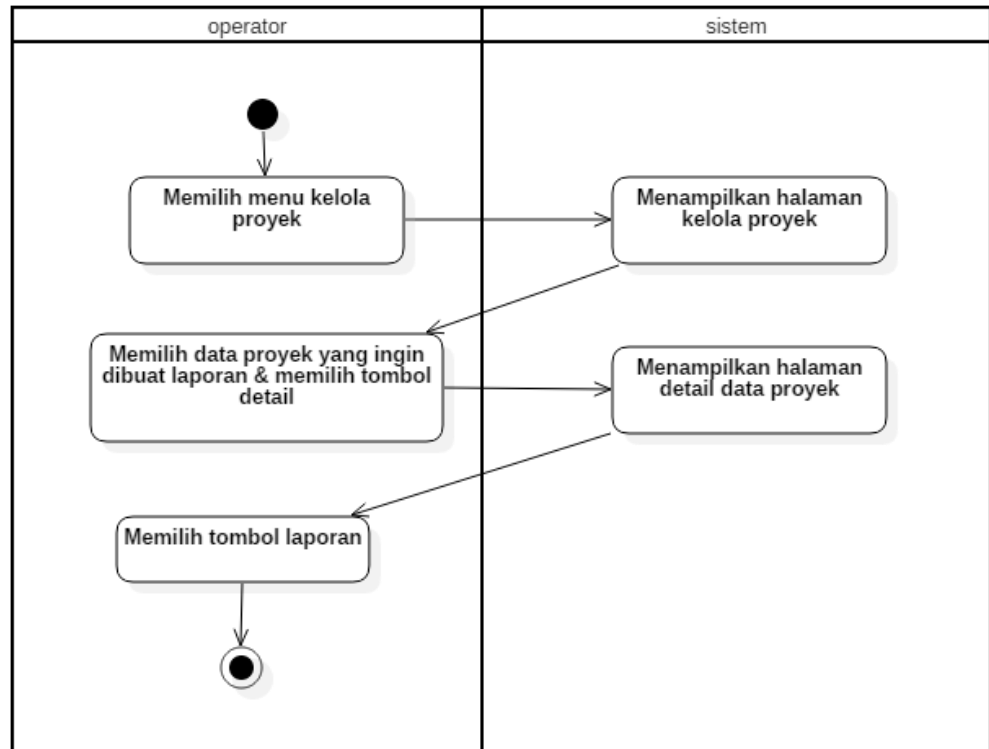 operator
sistem
Memilih menu kelola
proyek
Menampilkan halaman
kelola proyek
Memilih data proyek yang ingin
dibuat laporan & memilih tombol
detail
Menampilkan halaman
detail data proyek
Memilih tombol laporan